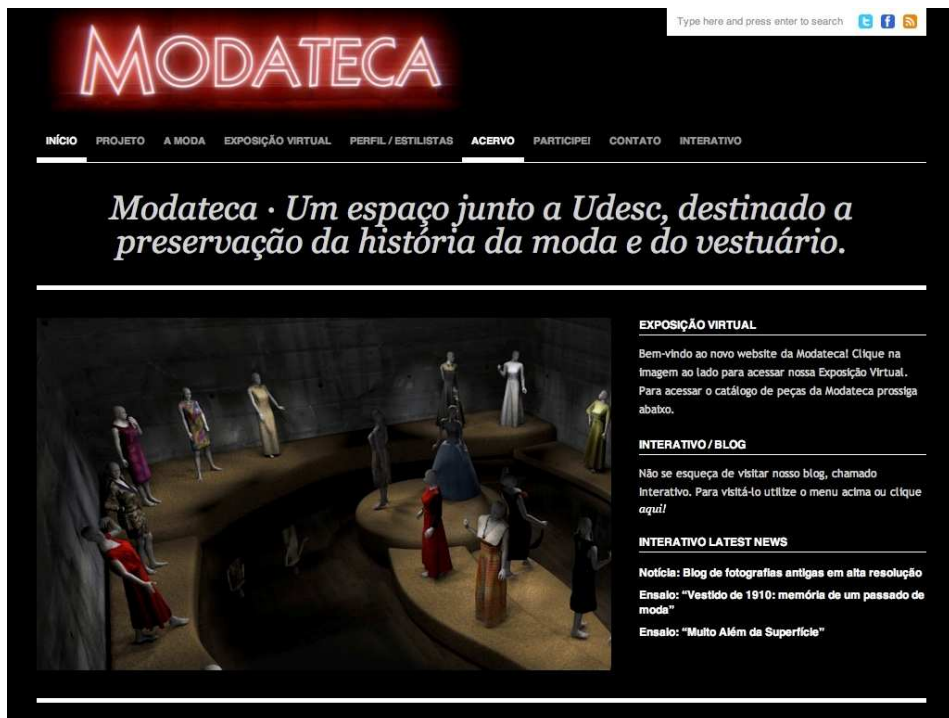 MODATECA
Type here and press enter to search
INÍCIO PROJETO A MODA EXPOSIÇÃO VIRTUAL PERFIL / ESTILISTAS ACERVO PARTICIPE! CONTATO INTERATIVO
Modateca · Um espaço junto a Udesc, destinado a
preservação da história da moda e do vestuário.
EXPOSIÇÃO VIRTUAL
Bem-vindo ao novo website da Modateca! Clique na
imagem ao lado para acessar nossa Exposição Virtual.
Para acessar o catálogo de peças da Modateca prossiga
abaixo.
INTERATIVO / BLOG
Não se esqueça de visitar nosso blog, chamado
Interativo. Para visitá-lo utilize o menu acima ou clique
aqui!
INTERATIVO LATEST NEWS
Notícia: Blog de fotografias antigas em alta resolução
Ensaio: “Vestido de 1910: memória de um passado de
moda”
Ensaio: “Muito Além da Superfície”